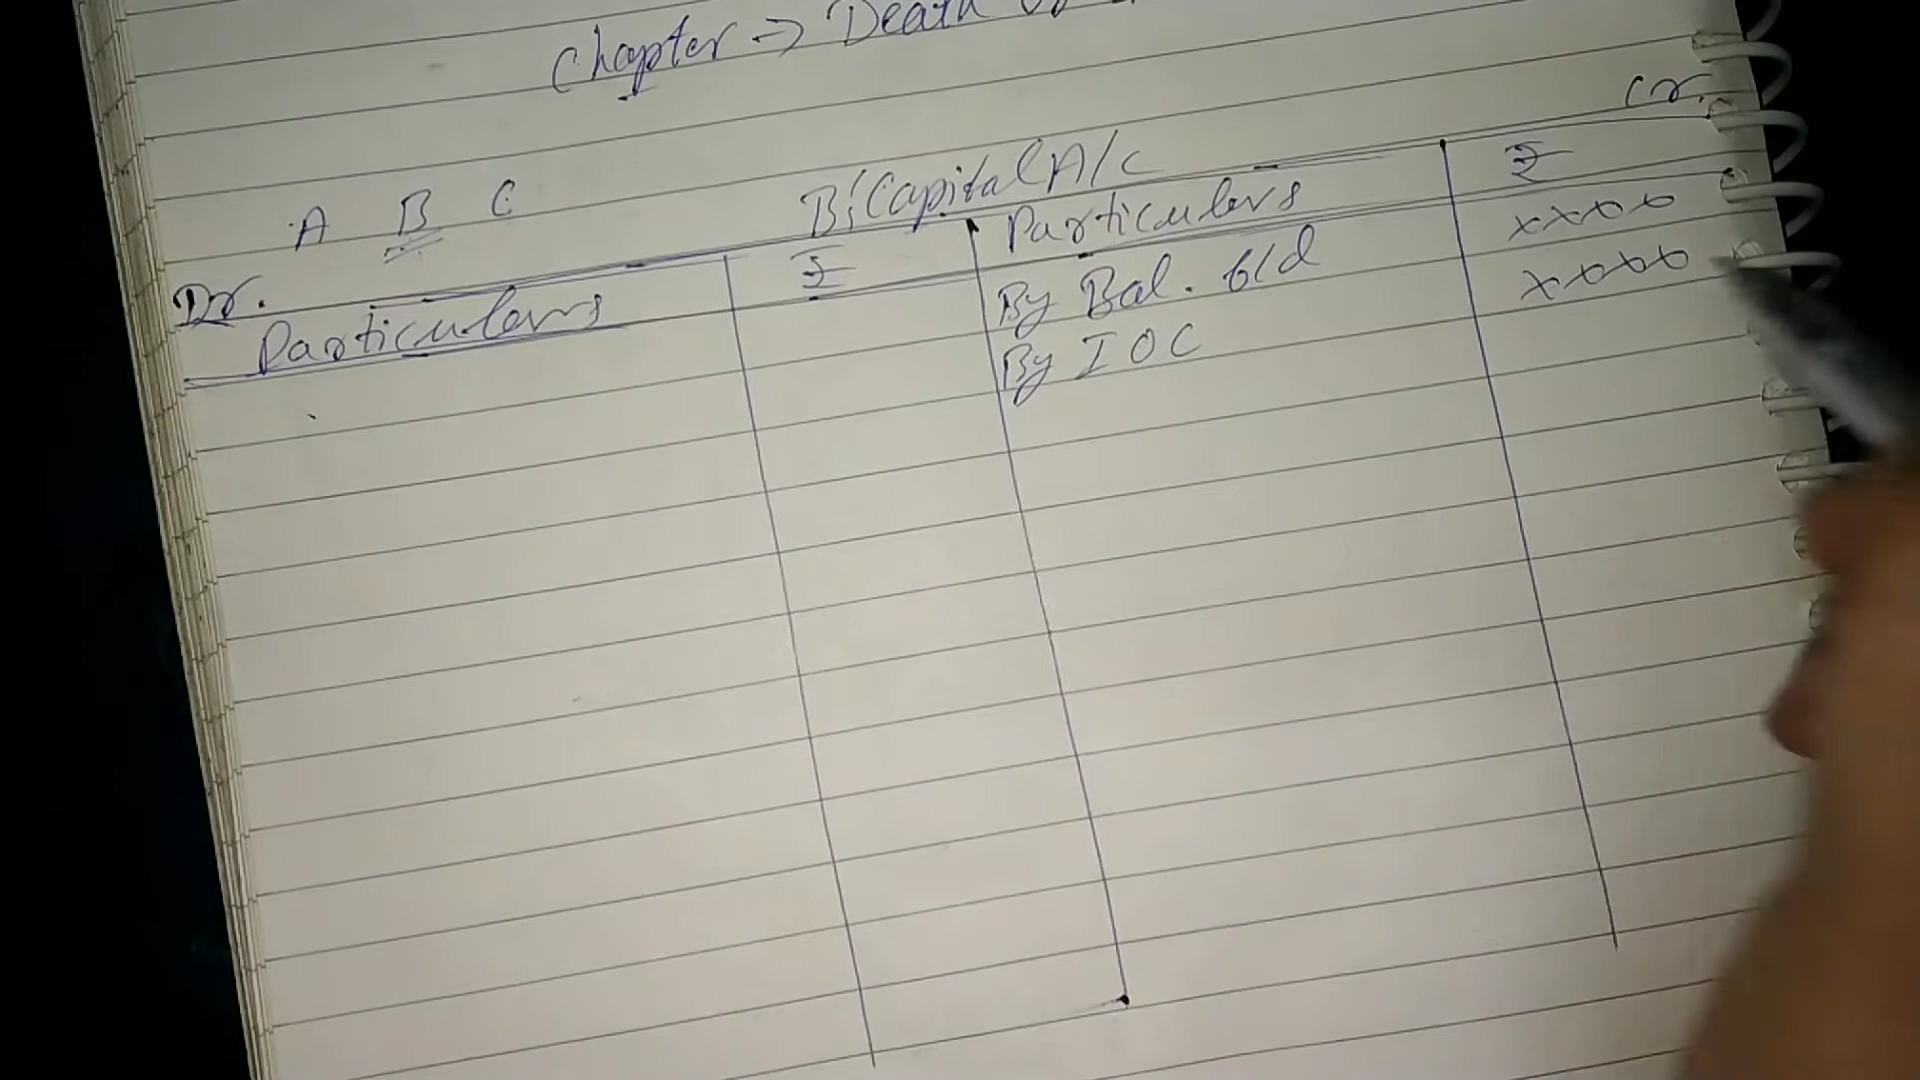 Chapter → Death
Cr.
A B C
B's Capital A/c
Dr.
Particulars ₹ Particulars ₹
By Bal. b/d xxxx
By IOC xxxx